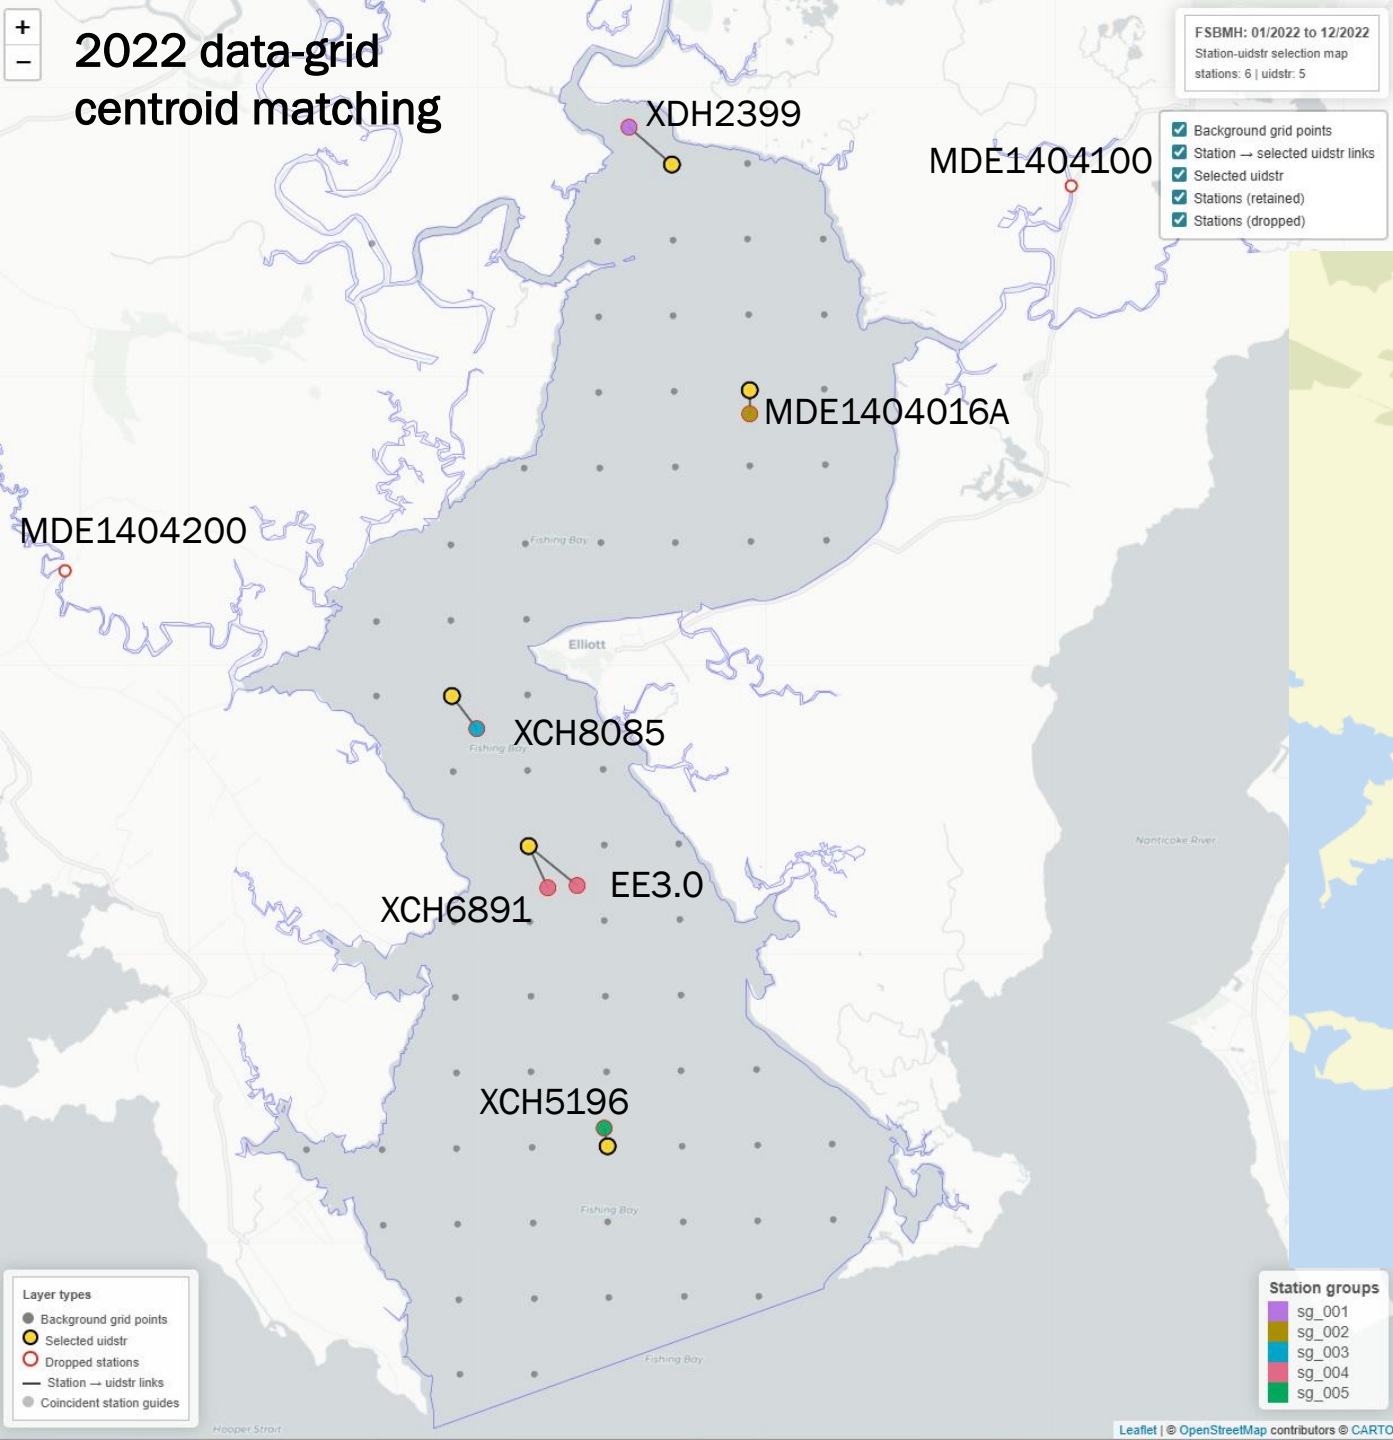 +
−
2022 data-grid
centroid matching
FSBMH: 01/2022 to 12/2022
Station-uidstr selection map
stations: 6 | uidstr: 5
Background grid points
Station → selected uidstr links
Selected uidstr
Stations (retained)
Stations (dropped)
XDH2399
MDE1404100
MDE1404016A
MDE1404200
Fishing Bay
Elliott
XCH8085
Fishing Bay
Nanticoke River
EE3.0
XCH6891
XCH5196
Fishing Bay
Fishing Bay
Hooper Strait
Layer types
Background grid points
Selected uidstr
Dropped stations
Station → uidstr links
Coincident station guides
Station groups
sg_001
sg_002
sg_003
sg_004
sg_005
Leaflet | © OpenStreetMap contributors © CARTO